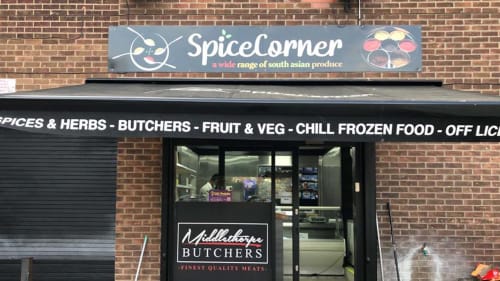 SpiceCorner
a wide range of south asian produce
SPICES & HERBS - BUTCHERS - FRUIT & VEG - CHILL FROZEN FOOD - OFF LIC
Middlethorpe
BUTCHERS
- FINEST QUALITY MEATS -